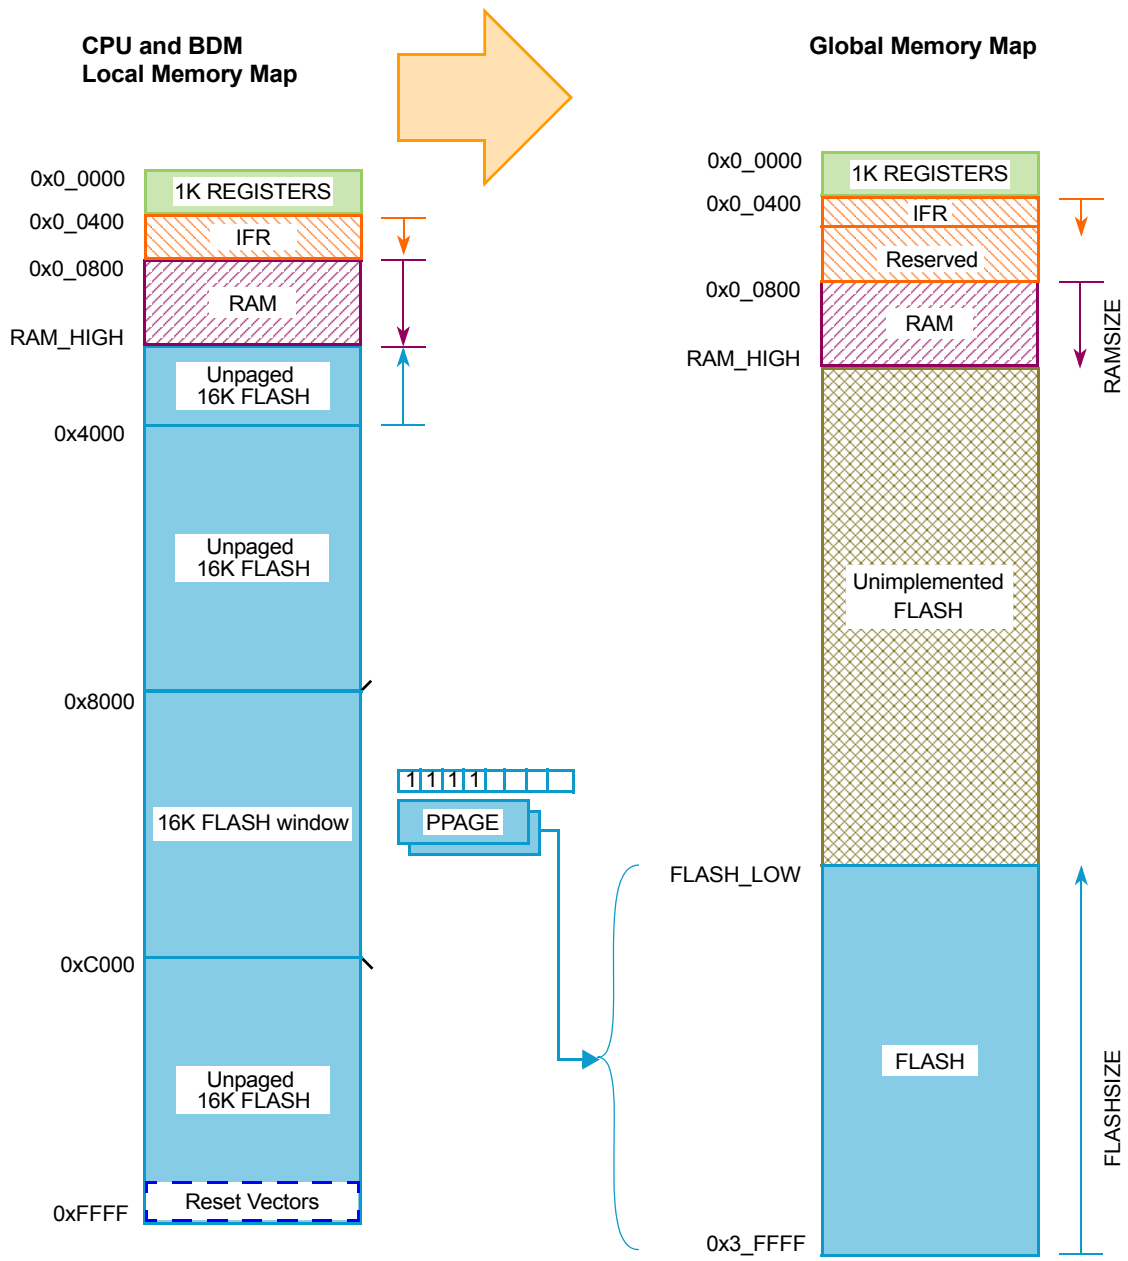 CPU and BDM
Local Memory Map
0x0_0000
1K REGISTERS
0x0_0400
IFR
0x0_0800
RAM
RAM_HIGH
Unpaged
16K FLASH
0x4000
Unpaged
16K FLASH
0x8000
16K FLASH window
0xC000
Unpaged
16K FLASH
Reset Vectors
0xFFFF
1 1 1 1
PPAGE
Global Memory Map
0x0_0000
1K REGISTERS
0x0_0400
IFR
Reserved
0x0_0800
RAM
RAM_HIGH
RAMSIZE
Unimplemented
FLASH
FLASH_LOW
FLASH
FLASHSIZE
0x3_FFFF